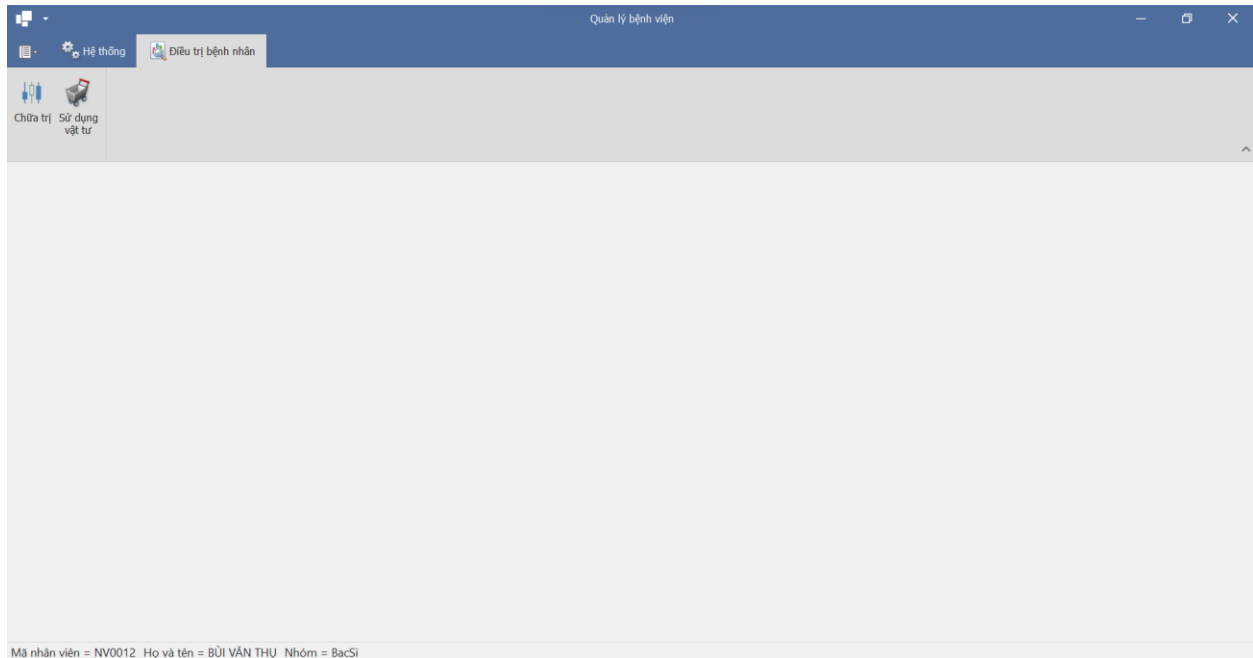 Quản lý bệnh viện
Hệ thống Điều trị bệnh nhân
Chữa trị Sử dụng
vật tư
Mã nhân viên = NV0012 Họ và tên = BÙI VĂN THU Nhóm = BacSi